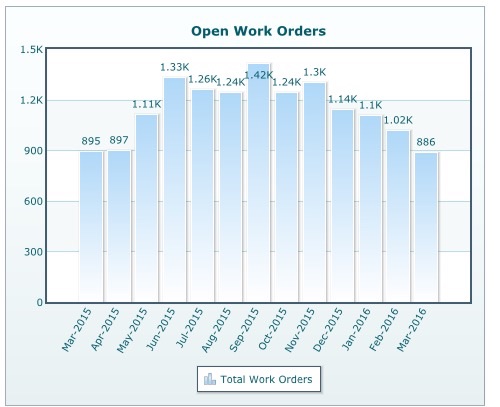 Open Work Orders
1.5K
1.2K
900
600
300
0
895
897
1.11K
1.33K
1.26K
1.24K
1.42K
1.24K
1.3K
1.14K
1.1K
1.02K
886
Mar-2015
Apr-2015
May-2015
Jun-2015
Jul-2015
Aug-2015
Sep-2015
Oct-2015
Nov-2015
Dec-2015
Jan-2016
Feb-2016
Mar-2016
Total Work Orders